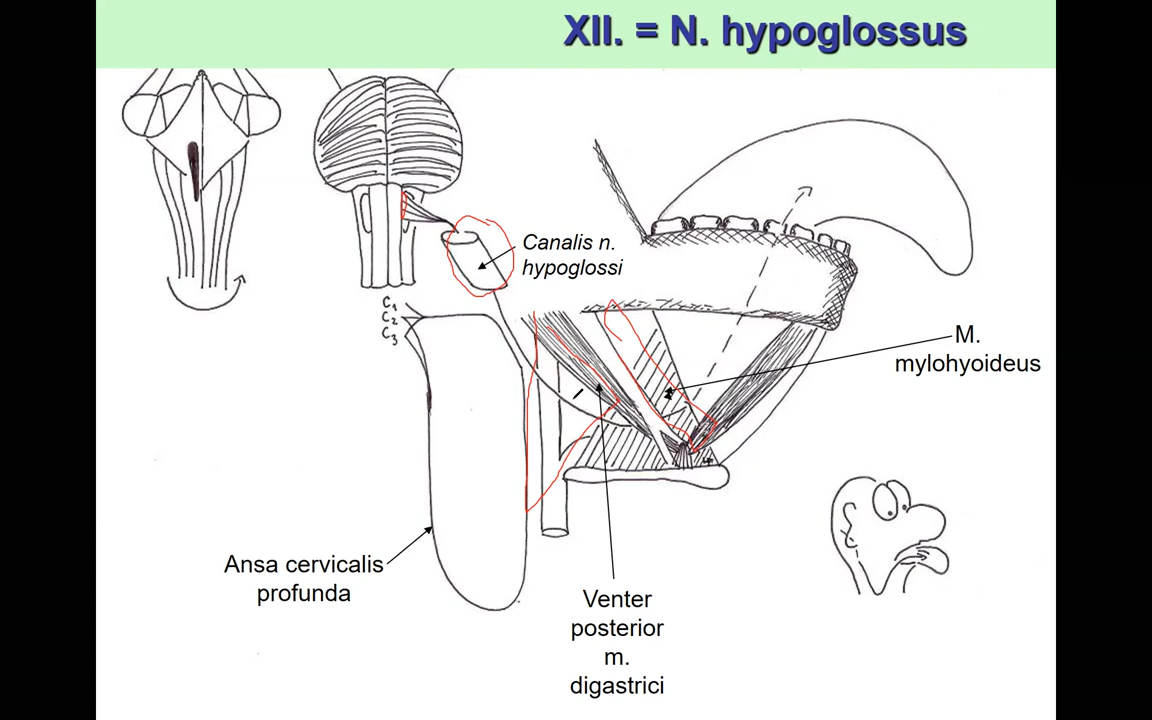 XII. = N. hypoglossus
Canalis n.
hypoglossi
C1
C2
C3
M.
mylohyoideus
Ansa cervicalis
profunda
Venter
posterior
m.
digastrici